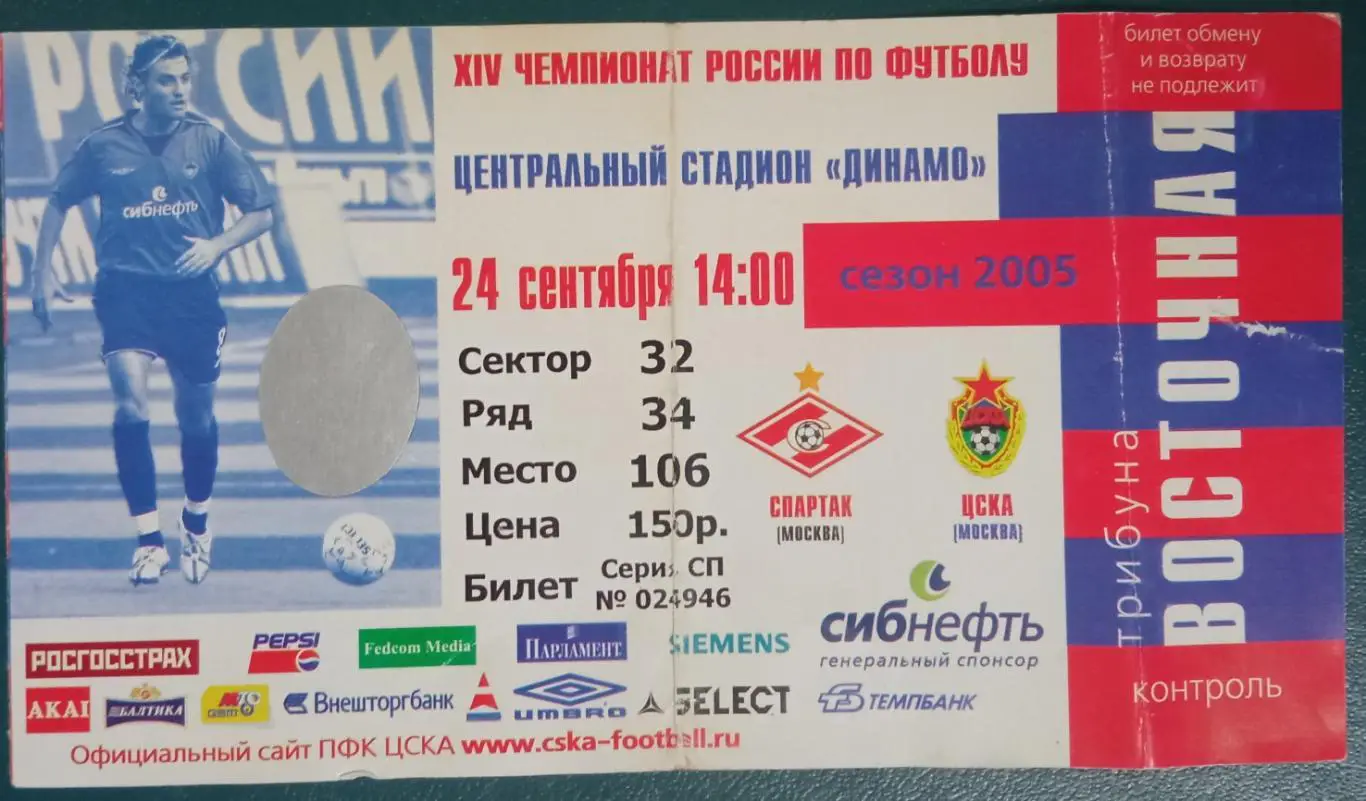 РОССИИ
сибнефть
XIV ЧЕМПИОНАТ РОССИИ ПО ФУТБОЛУ
ЦЕНТРАЛЬНЫЙ СТАДИОН «ДИНАМО»
24 сентября 14:00
сезон 2005
Сектор 32
Ряд 34
Место 106
Цена 150р.
Билет Серия СП
№ 024946
СПАРТАК
(МОСКВА)
ЦСКА
(МОСКВА)
билет обмену
и возврату
не подлежит
трибуна
ВОСТОЧНАЯ
контроль
РОСГОССТРАХ
PEPSI
Fedcom Media
ПАРЛАМЕНТ
SIEMENS
сибнефть
генеральный спонсор
AKAI
БАЛТИКА
Внешторгбанк
UMBRO
SELECT
ТЕМПБАНК
Официальный сайт ПФК ЦСКА www.cska-football.ru